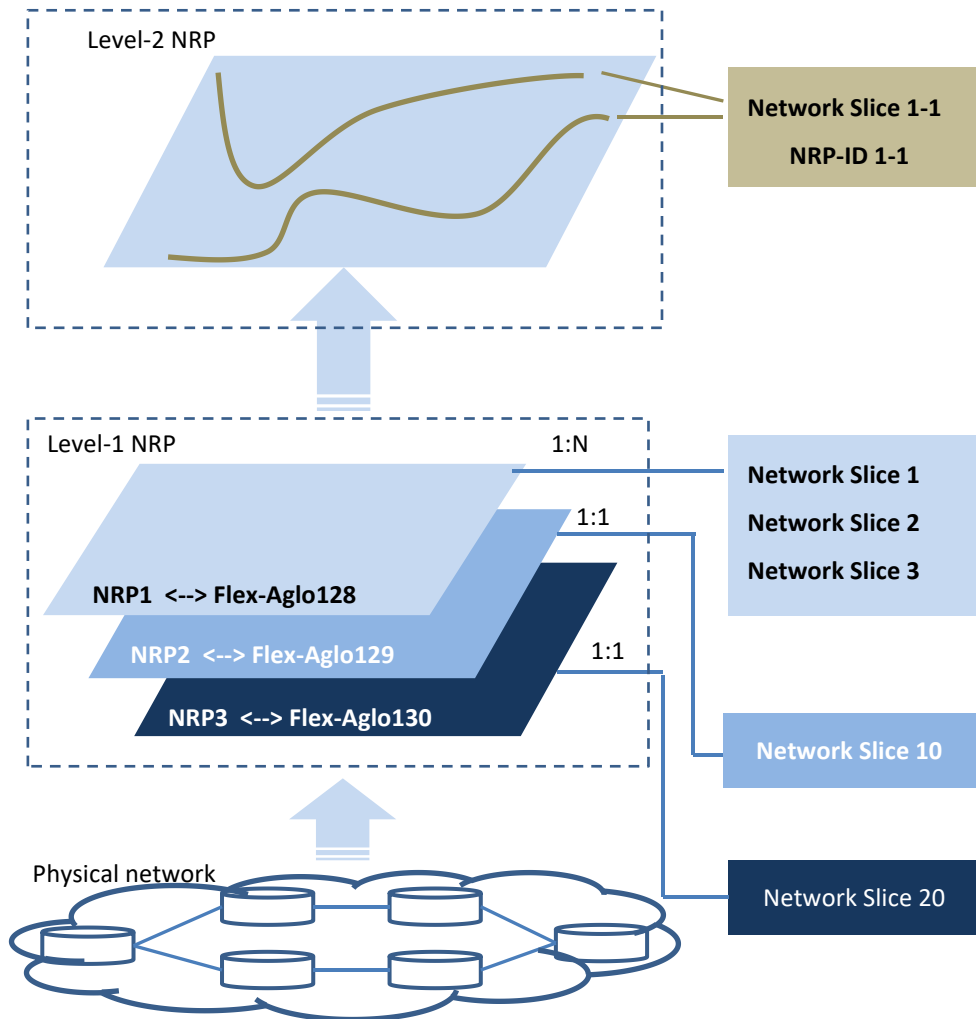 Level-2 NRP
Network Slice 1-1
NRP-ID 1-1
Level-1 NRP
1:N
Network Slice 1
Network Slice 2
Network Slice 3
1:1
NRP1 <--> Flex-Aglo128
NRP2 <--> Flex-Aglo129
1:1
NRP3 <--> Flex-Aglo130
Network Slice 10
Physical network
Network Slice 20